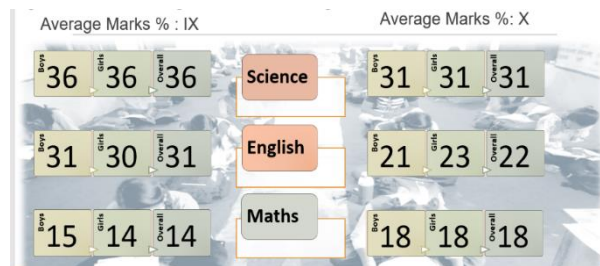 Average Marks % : IX
Average Marks %: X
Boys 36 Girls 36 Overall 36
Science
Boys 31 Girls 31 Overall 31
Boys 31 Girls 30 Overall 31
English
Boys 21 Girls 23 Overall 22
Boys 15 Girls 14 Overall 14
Maths
Boys 18 Girls 18 Overall 18